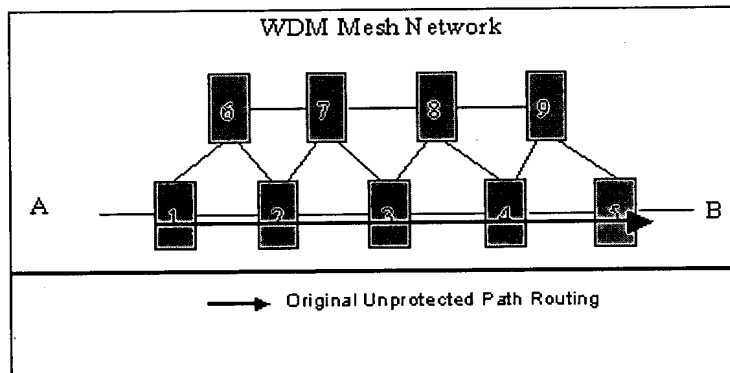 WDM Mesh Network
6 7 8 9
A 1 2 3 4 5 B
Original Unprotected Path Routing